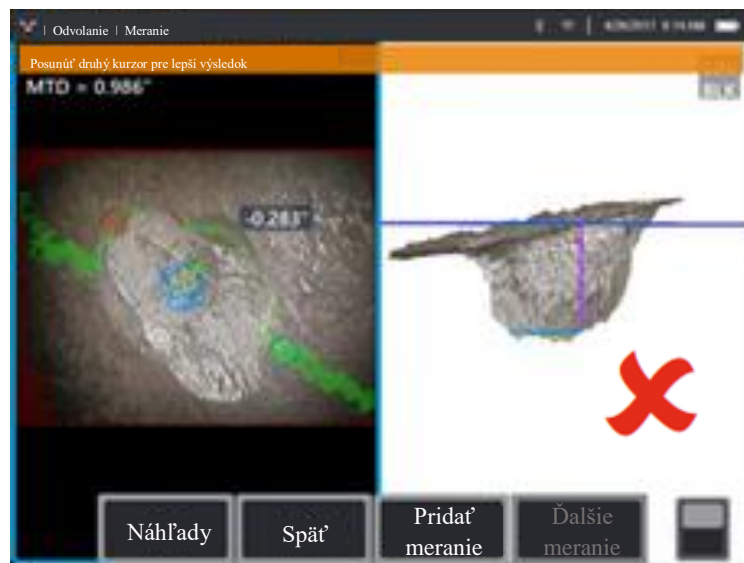 | Odvolanie | Meranie
Posunúť druhý kurzor pre lepší výsledok
MTD = 0.986"
-0.283"
Náhľady
Späť
Pridať
meranie
Ďalšie
meranie